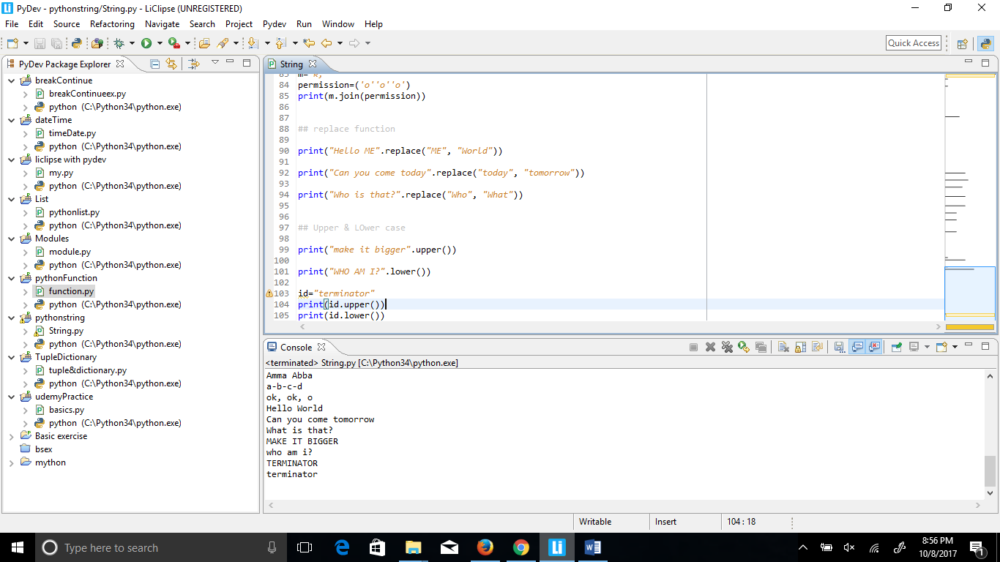 PyDev - pythonstring/String.py - LiClipse (UNREGISTERED)
File Edit Source Refactoring Navigate Search Project Pydev Run Window Help
Quick Access
PyDev Package Explorer
breakContinue
breakContinueex.py
python (C:\Python34\python.exe)
dateTime
timeDate.py
python (C:\Python34\python.exe)
liclipse with pydev
my.py
python (C:\Python34\python.exe)
List
pythonlist.py
python (C:\Python34\python.exe)
Modules
module.py
python (C:\Python34\python.exe)
pythonFunction
function.py
python (C:\Python34\python.exe)
pythonstring
String.py
python (C:\Python34\python.exe)
TupleDictionary
tuple&dictionary.py
python (C:\Python34\python.exe)
udemyPractice
basics.py
python (C:\Python34\python.exe)
Basic exercise
bsex
mython
String
84 permission=('o''o''o')
85 print(m.join(permission))
86
87
88 ## replace function
89
90 print("Hello ME".replace("ME", "World"))
91
92 print("Can you come today".replace("today", "tomorrow"))
93
94 print("Who is that?".replace("Who", "What"))
95
96
97 ## Upper & LOwer case
98
99 print("make it bigger".upper())
100
101 print("WHO AM I?".lower())
102
103 id="terminator"
104 print(id.upper())
105 print(id.lower())
Console
<terminated> String.py [C:\Python34\python.exe]
Amma Abba
a-b-c-d
ok, ok, o
Hello World
Can you come tomorrow
What is that?
MAKE IT BIGGER
who am i?
TERMINATOR
terminator
Writable Insert 104 : 18
Type here to search
Li
8:56 PM
10/8/2017
1